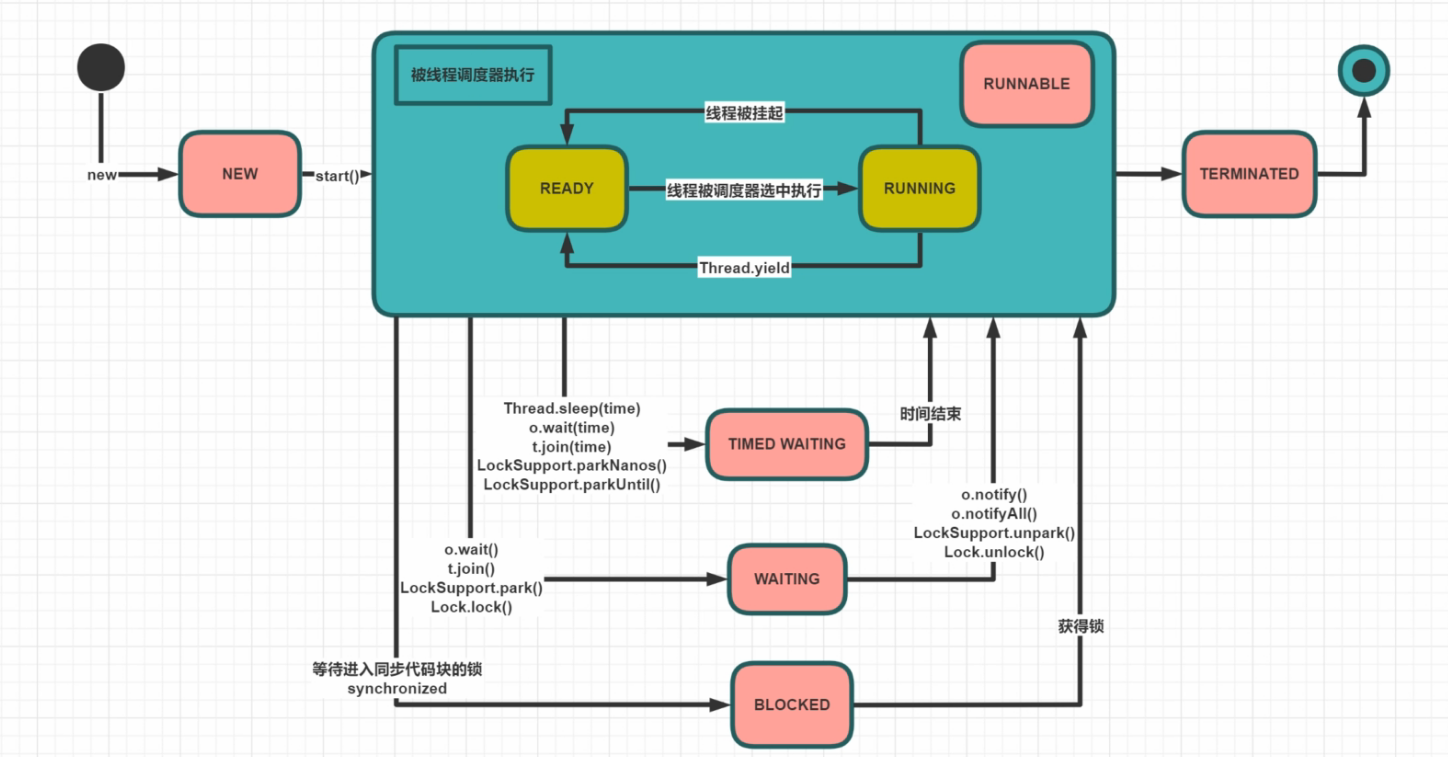 被线程调度器执行
RUNNABLE
线程被挂起
new
NEW
start()
READY
线程被调度器选中执行
RUNNING
TERMINATED
Thread.yield
Thread.sleep(time)
o.wait(time)
t.join(time)
LockSupport.parkNanos()
LockSupport.parkUntil()
TIMED WAITING
时间结束
o.wait()
t.join()
LockSupport.park()
Lock.lock()
WAITING
o.notify()
o.notifyAll()
LockSupport.unpark()
Lock.unlock()
等待进入同步代码块的锁
synchronized
BLOCKED
获得锁